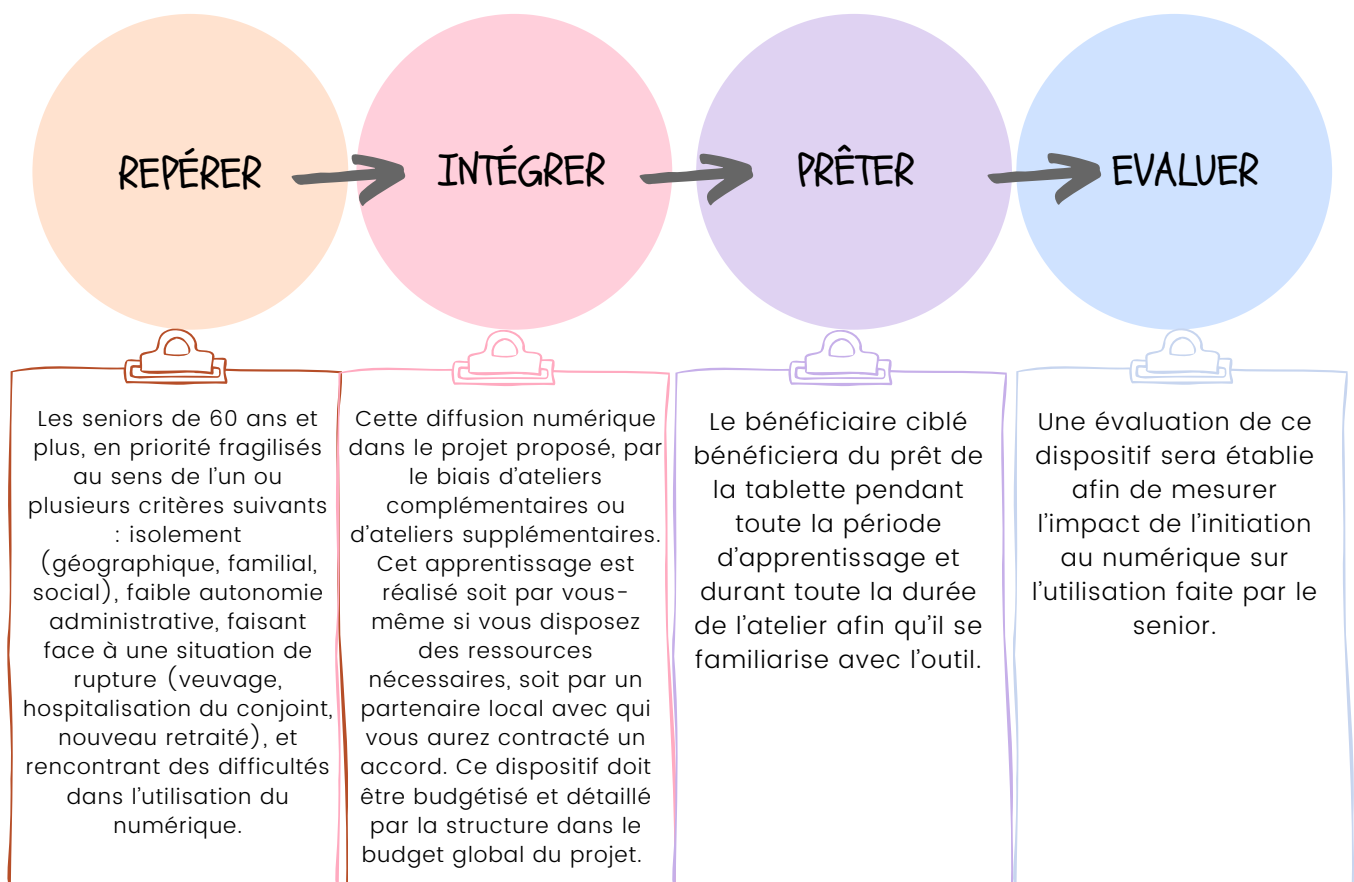 REPÉRER
INTÉGRER
PRÊTER
EVALUER
Les seniors de 60 ans et
plus, en priorité fragilisés
au sens de l'un ou
plusieurs critères suivants
: isolement
(géographique, familial,
social), faible autonomie
administrative, faisant
face à une situation de
rupture (veuvage,
hospitalisation du conjoint,
nouveau retraité), et
rencontrant des difficultés
dans l'utilisation du
numérique.
Cette diffusion numérique
dans le projet proposé, par
le biais d'ateliers
complémentaires ou
d'ateliers supplémentaires.
Cet apprentissage est
réalisé soit par vous-
même si vous disposez
des ressources
nécessaires, soit par un
partenaire local avec qui
vous aurez contracté un
accord. Ce dispositif doit
être budgétisé et détaillé
par la structure dans le
budget global du projet.
Le bénéficiaire ciblé
bénéficiera du prêt de
la tablette pendant
toute la période
d'apprentissage et
durant toute la durée
de l'atelier afin qu'il se
familiarise avec l'outil.
Une évaluation de ce
dispositif sera établie
afin de mesurer
l'impact de l'initiation
au numérique sur
l'utilisation faite par le
senior.